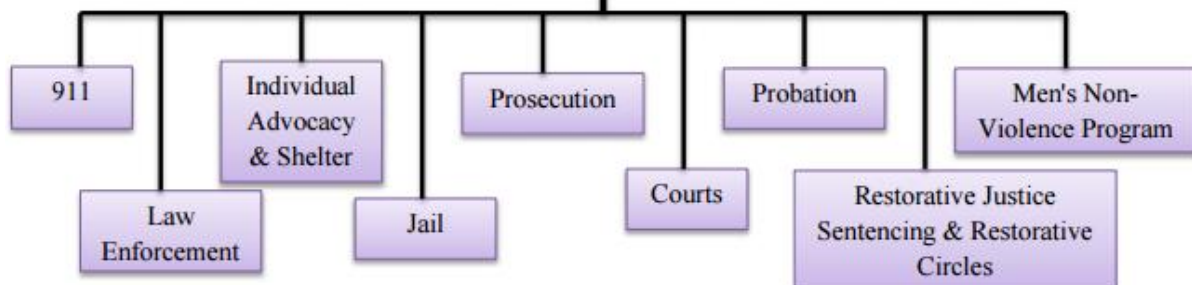 911
Law
Enforcement
Individual
Advocacy
& Shelter
Jail
Prosecution
Courts
Probation
Restorative Justice
Sentencing & Restorative
Circles
Men's Non-
Violence Program